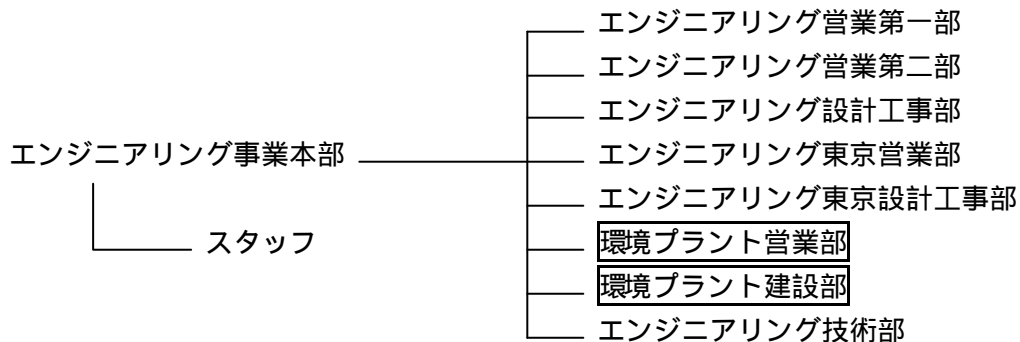 エンジニアリング営業第一部
エンジニアリング営業第二部
エンジニアリング設計工事部
エンジニアリング事業本部
エンジニアリング東京営業部
エンジニアリング東京設計工事部
スタッフ
環境プラント営業部
環境プラント建設部
エンジニアリング技術部